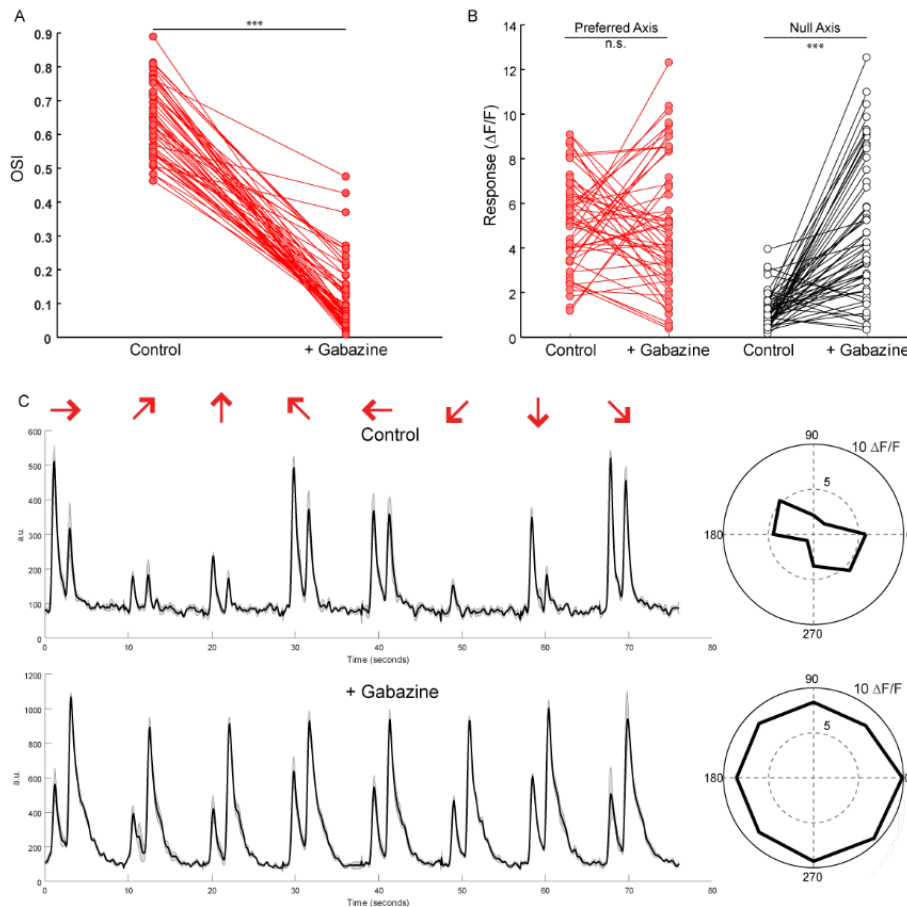 A
***
0.9
0.8
0.7
0.6
0.5
0.4
0.3
0.2
0.1
0
OSI
Control
+ Gabazine
B
Preferred Axis
n.s.
Null Axis
***
14
12
10
8
6
4
2
0
Response (ΔF/F)
Control
+ Gabazine
Control
+ Gabazine
C
Control
600
500
400
300
200
100
0
a.u.
0
10
20
30
40
50
60
70
80
Time (seconds)
90
10 ΔF/F
5
180
0
270
+ Gabazine
1200
1000
800
600
400
200
0
a.u.
0
10
20
30
40
50
60
70
80
Time (seconds)
90
10 ΔF/F
5
180
0
270